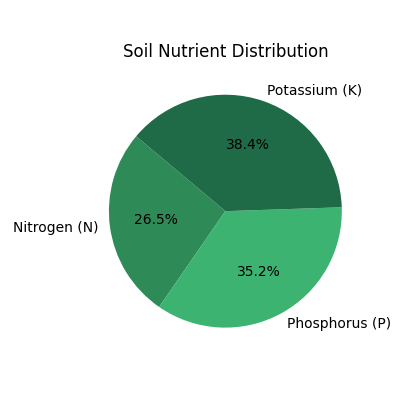 Soil Nutrient Distribution
Potassium (K)
38.4%
Nitrogen (N)
26.5%
35.2%
Phosphorus (P)